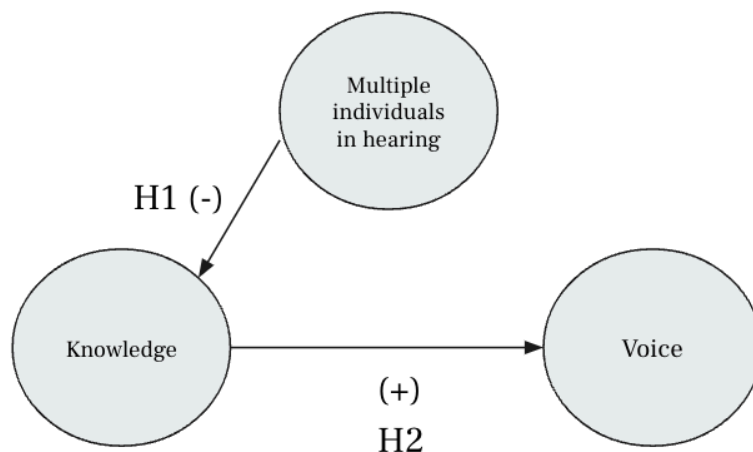 Multiple
individuals
in hearing
H1 (-)
Knowledge
Voice
(+)
H2